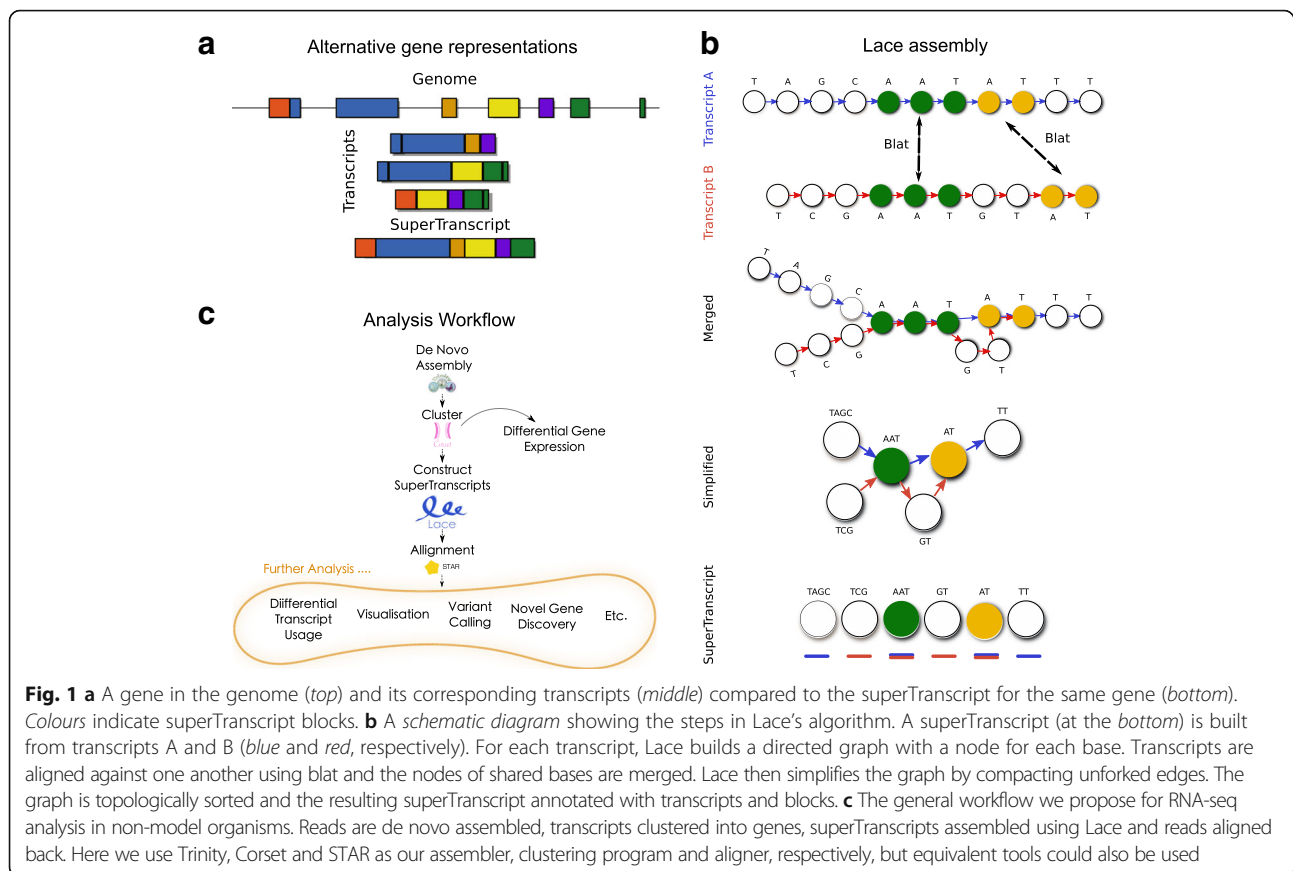 a
Alternative gene representations
Genome
Transcripts
SuperTranscript
b
Lace assembly
Transcript A
T A G C A A T A T T T
Blat
Blat
Transcript B
T C G A A T G T A T
Merged
T A G C A A T A T T T
T C G G T
Simplified
TAGC
AAT
AT
TT
TCG
GT
SuperTranscript
TAGC TCG AAT GT AT TT
c
Analysis Workflow
De Novo
Assembly
Cluster
Corset
Differential Gene
Expression
Construct
SuperTranscripts
Lace
Allignment
STAR
Further Analysis ....
Diifferential
Transcript
Usage
Visualisation
Variant
Calling
Novel Gene
Discovery
Etc.
Fig. 1 a A gene in the genome (top) and its corresponding transcripts (middle) compared to the superTranscript for the same gene (bottom).
Colours indicate superTranscript blocks. b A schematic diagram showing the steps in Lace's algorithm. A superTranscript (at the bottom) is built
from transcripts A and B (blue and red, respectively). For each transcript, Lace builds a directed graph with a node for each base. Transcripts are
aligned against one another using blat and the nodes of shared bases are merged. Lace then simplifies the graph by compacting unforked edges. The
graph is topologically sorted and the resulting superTranscript annotated with transcripts and blocks. c The general workflow we propose for RNA-seq
analysis in non-model organisms. Reads are de novo assembled, transcripts clustered into genes, superTranscripts assembled using Lace and reads aligned
back. Here we use Trinity, Corset and STAR as our assembler, clustering program and aligner, respectively, but equivalent tools could also be used